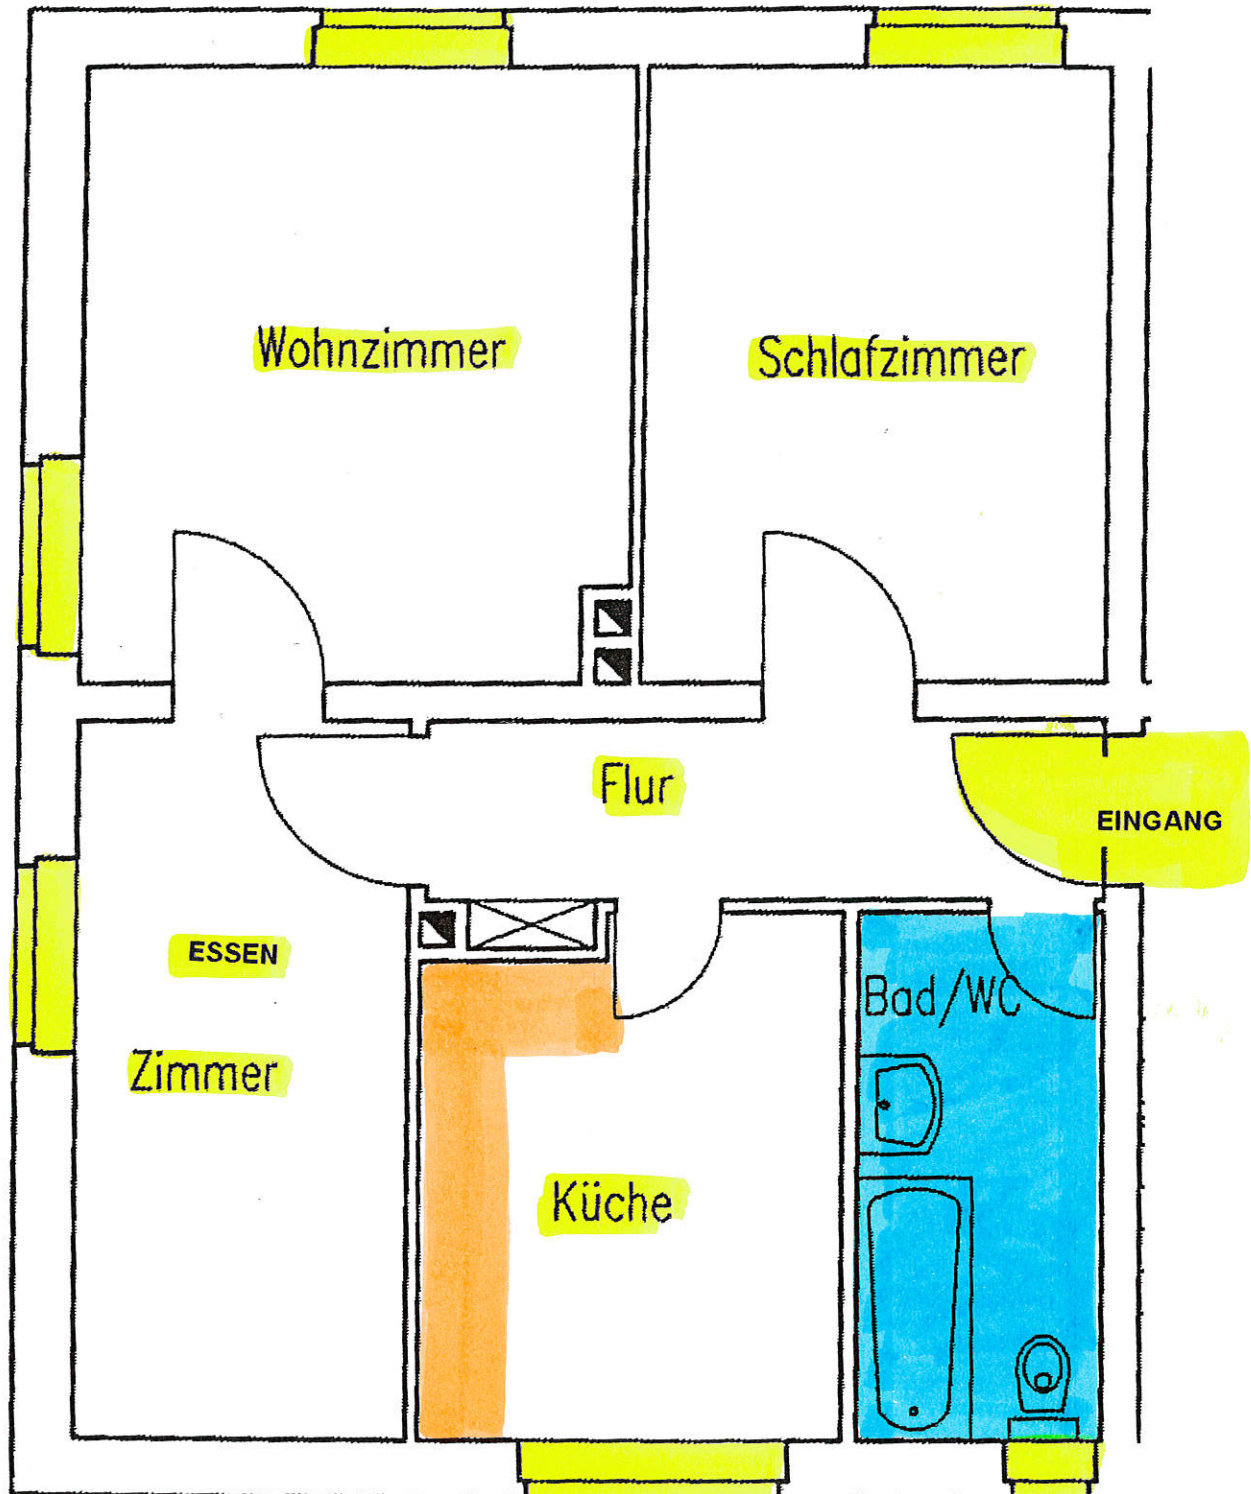 Wohnzimmer
Schlafzimmer
Flur
EINGANG
ESSEN
Bad/WC
Zimmer
Küche